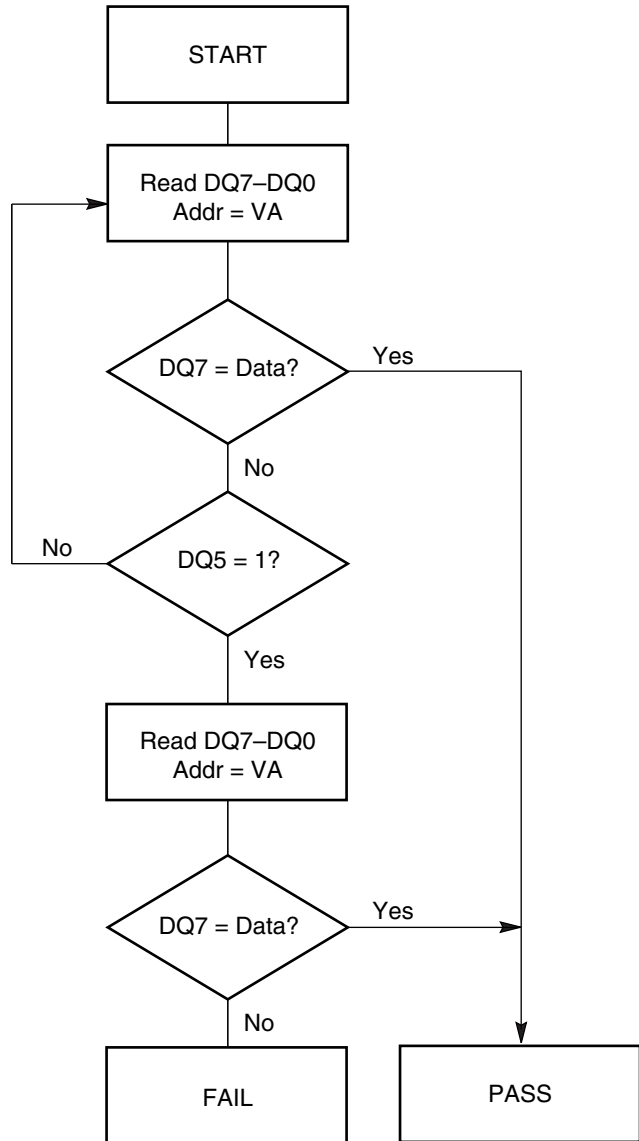 START
Read DQ7–DQ0
Addr = VA
DQ7 = Data?
Yes
No
DQ5 = 1?
No
Yes
Read DQ7–DQ0
Addr = VA
DQ7 = Data?
Yes
No
FAIL
PASS